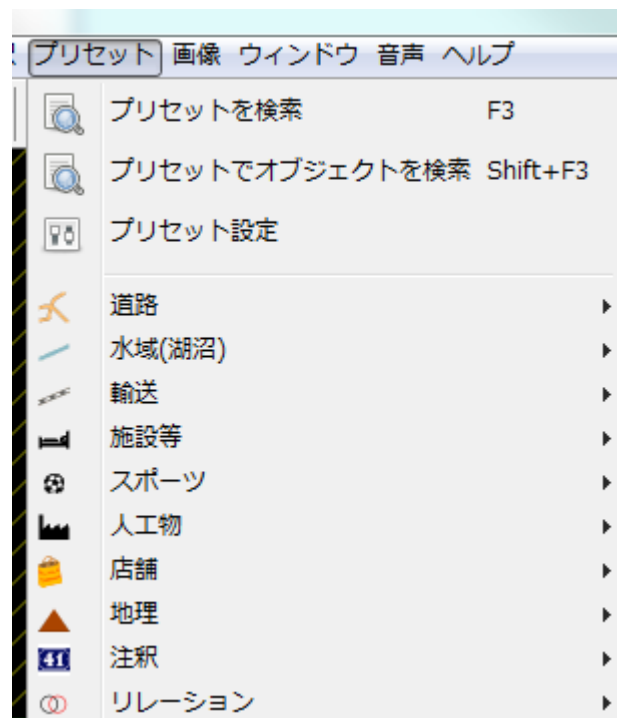 プリセット 画像 ウィンドウ 音声 ヘルプ
プリセットを検索 F3
プリセットでオブジェクトを検索 Shift+F3
プリセット設定
道路
水域(湖沼)
輸送
施設等
スポーツ
人工物
店舗
地理
41 注釈
リレーション